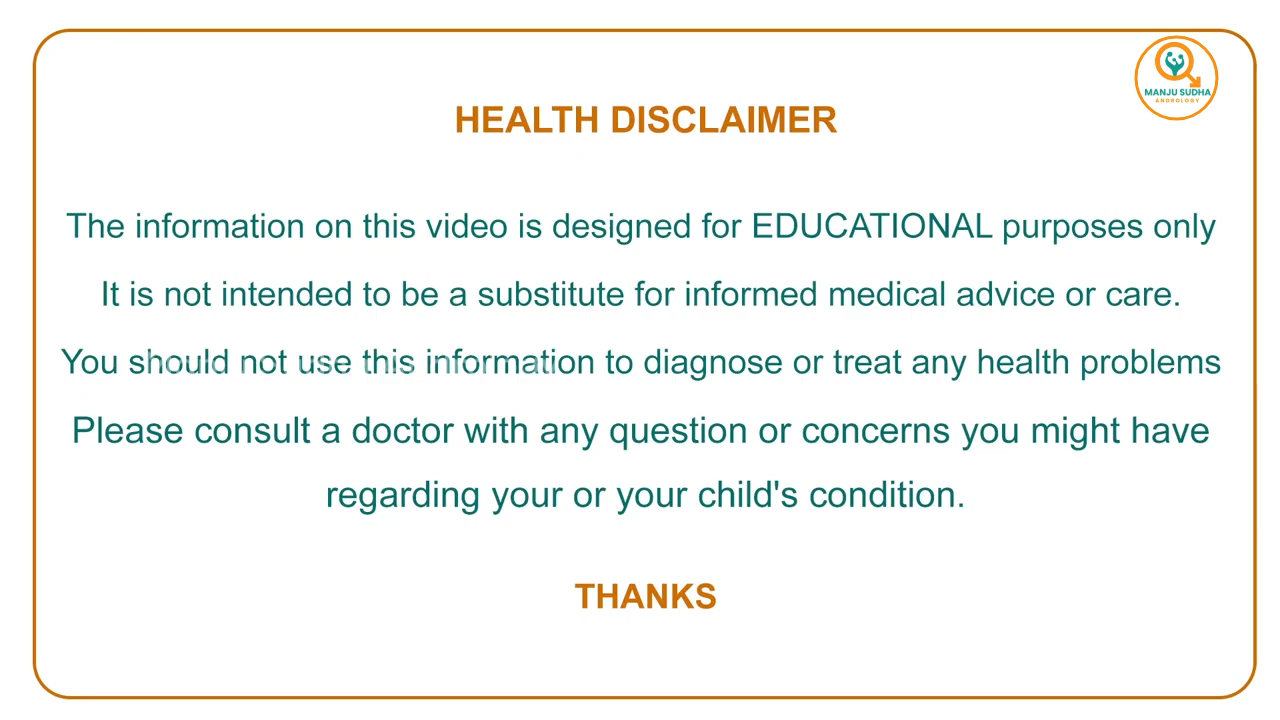 MANJU SUDHA
ANDROLOGY
HEALTH DISCLAIMER
The information on this video is designed for EDUCATIONAL purposes only
It is not intended to be a substitute for informed medical advice or care.
You should not use this information to diagnose or treat any health problems
Please consult a doctor with any question or concerns you might have
regarding your or your child's condition.
THANKS